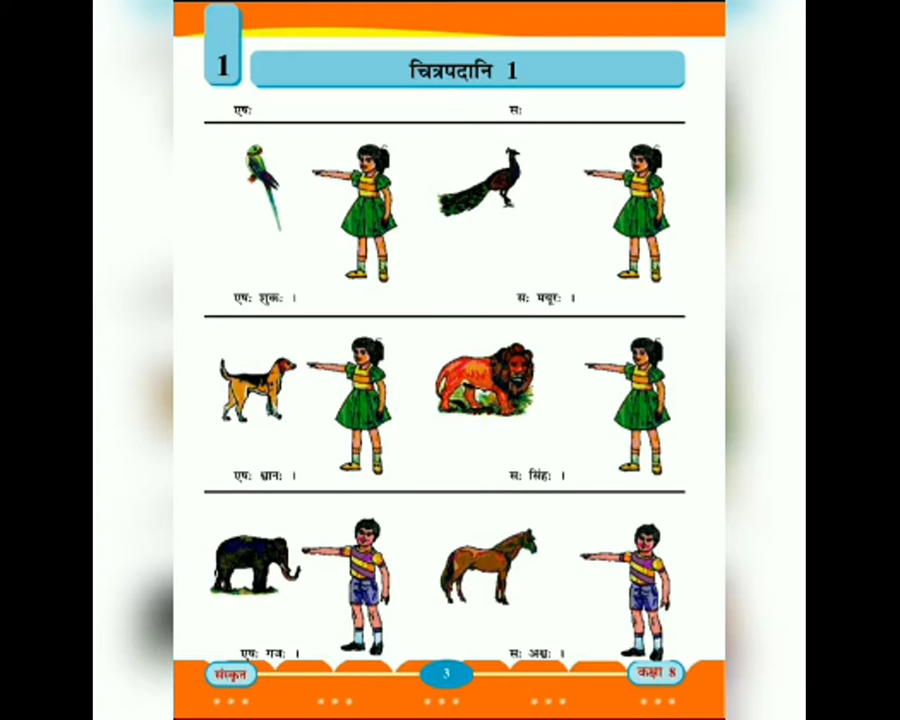 1
चित्रपदानि 1
एषः सः
एषः शुकः । सः मयूरः ।
एषः श्वानः । सः सिंहः ।
एषः गजः । सः अश्वः ।
संस्कृत 3 कक्षा 8